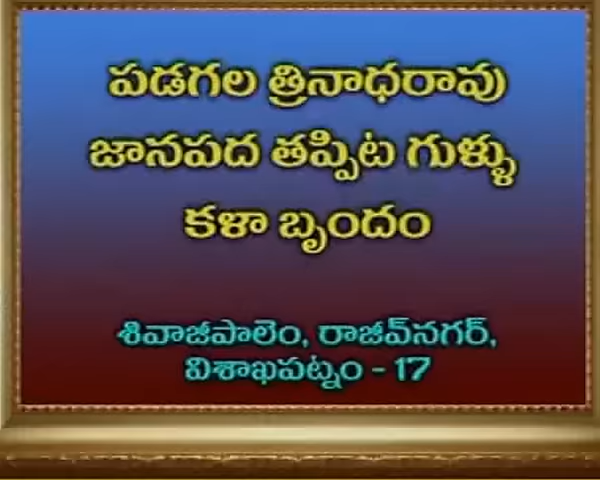 పడగల త్రినాధరావు
జానపద తప్పిట గుళ్ళు
కళా బృందం
శివాజీపాలెం, రాజీవ్‌నగర్,
విశాఖపట్నం - 17